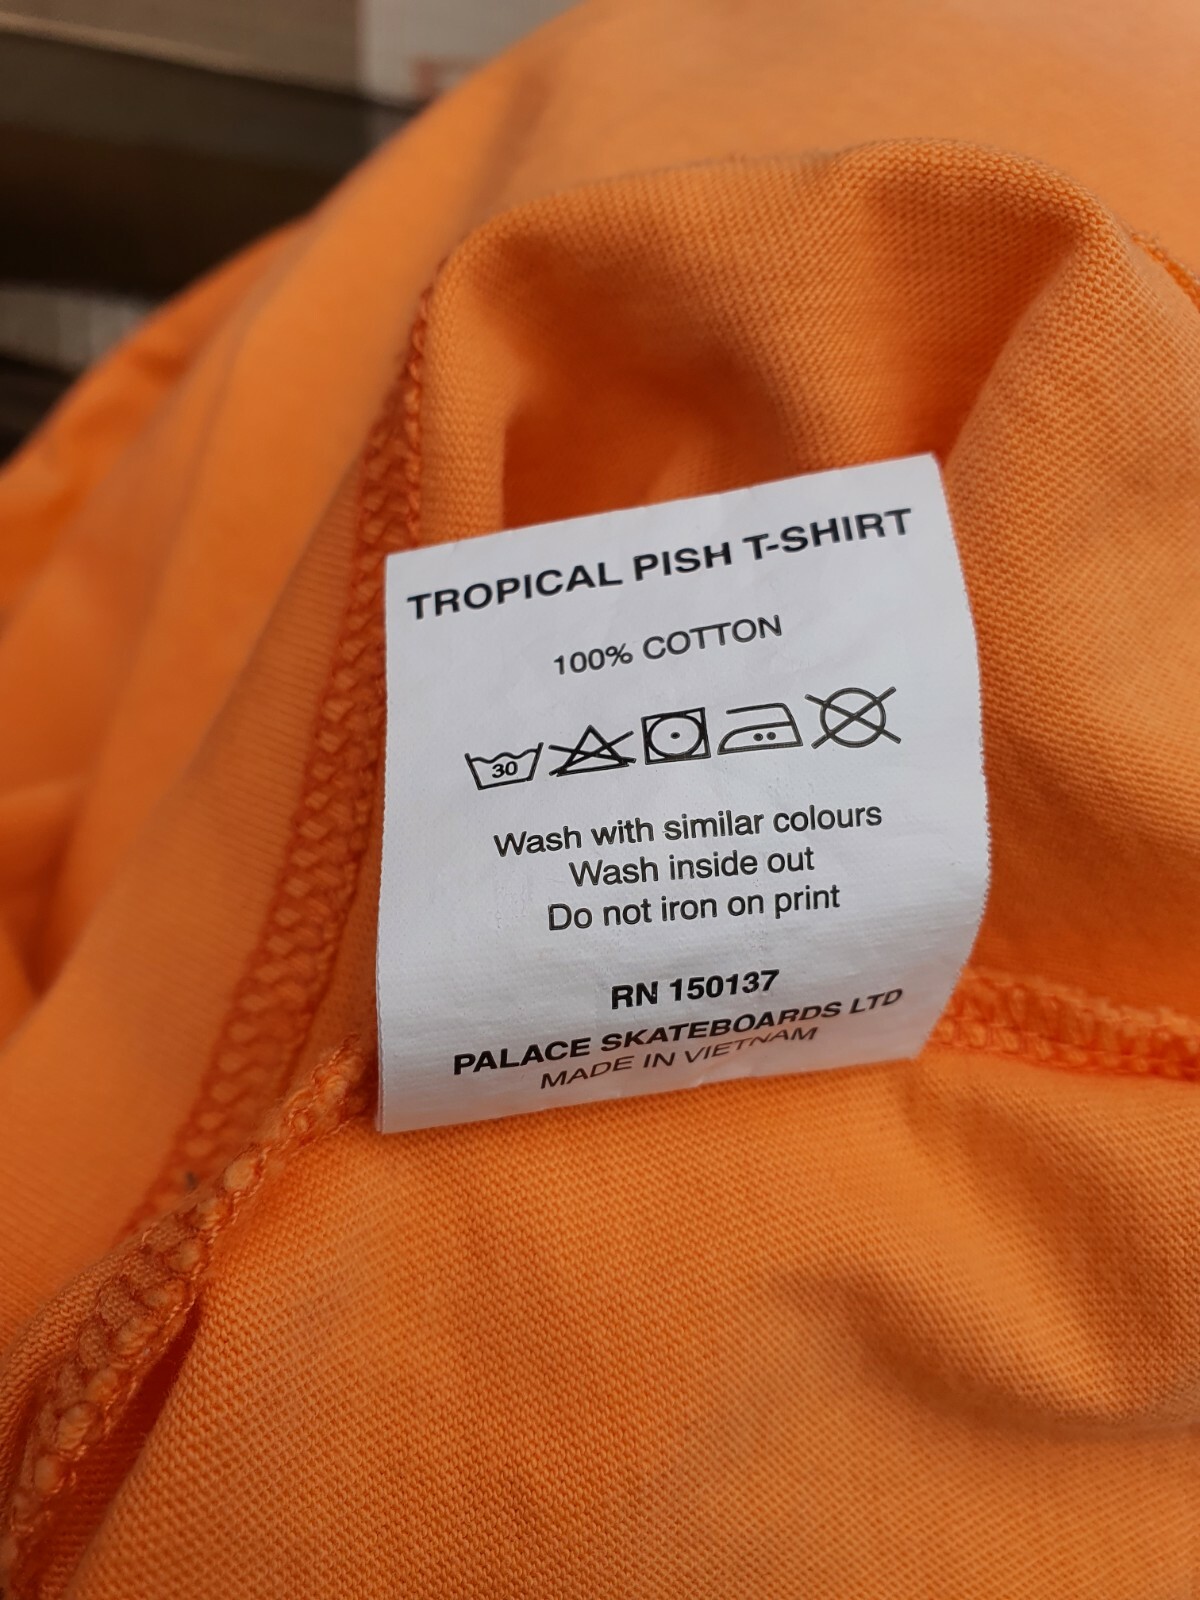 TROPICAL PISH T-SHIRT
100% COTTON
30
Wash with similar colours
Wash inside out
Do not iron on print
RN 150137
PALACE SKATEBOARDS LTD
MADE IN VIETNAM